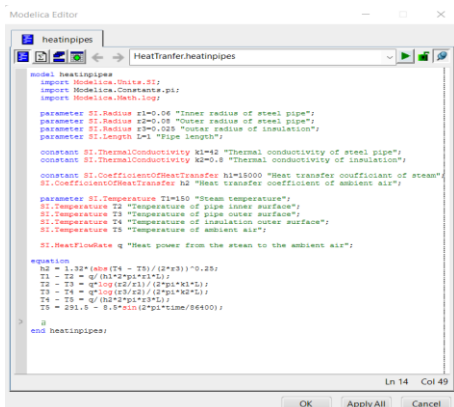 Modelica Editor
heatinpipes
HeatTranfer.heatinpipes
model heatinpipes
import Modelica.Units.SI;
import Modelica.Constants.pi;
import Modelica.Math.log;
parameter SI.Radius r1=0.06 "Inner radius of steel pipe";
parameter SI.Radius r2=0.08 "Outer radius of steel pipe";
parameter SI.Radius r3=0.025 "outar radius of insulation";
parameter SI.Length L=1 "Pipe length";
constant SI.ThermalConductivity k1=42 "Thermal conductivity of steel pipe";
constant SI.ThermalConductivity k2=0.8 "Thermal conductivity of insulation";
constant SI.CoefficientOfHeatTransfer h1=15000 "Heat transfer coufficiant of steam";
SI.CoefficientOfHeatTransfer h2 "Heat transfer coefficient of ambient air";
parameter SI.Temperature T1=150 "Steam temperature";
SI.Temperature T2 "Temperature of pipe inner surface";
SI.Temperature T3 "Temperature of pipe outer surface";
SI.Temperature T4 "Temperature of insulation outer surface";
SI.Temperature T5 "Temperature of ambient air";
SI.HeatFlowRate q "Heat power from the stean to the ambient air";
equation
h2 = 1.32*(abs(T4 - T5)/(2*r3))^0.25;
T1 - T2 = q/(h1*2*pi*r1*L);
T2 - T3 = q*log(r2/r1)/(2*pi*k1*L);
T3 - T4 = q*log(r3/r2)/(2*pi*k2*L);
T4 - T5 = q/(h2*2*pi*r3*L);
T5 = 291.5 - 8.5*sin(2*pi*time/86400);
end heatinpipes;
Ln 14 Col 49
OK Apply All Cancel